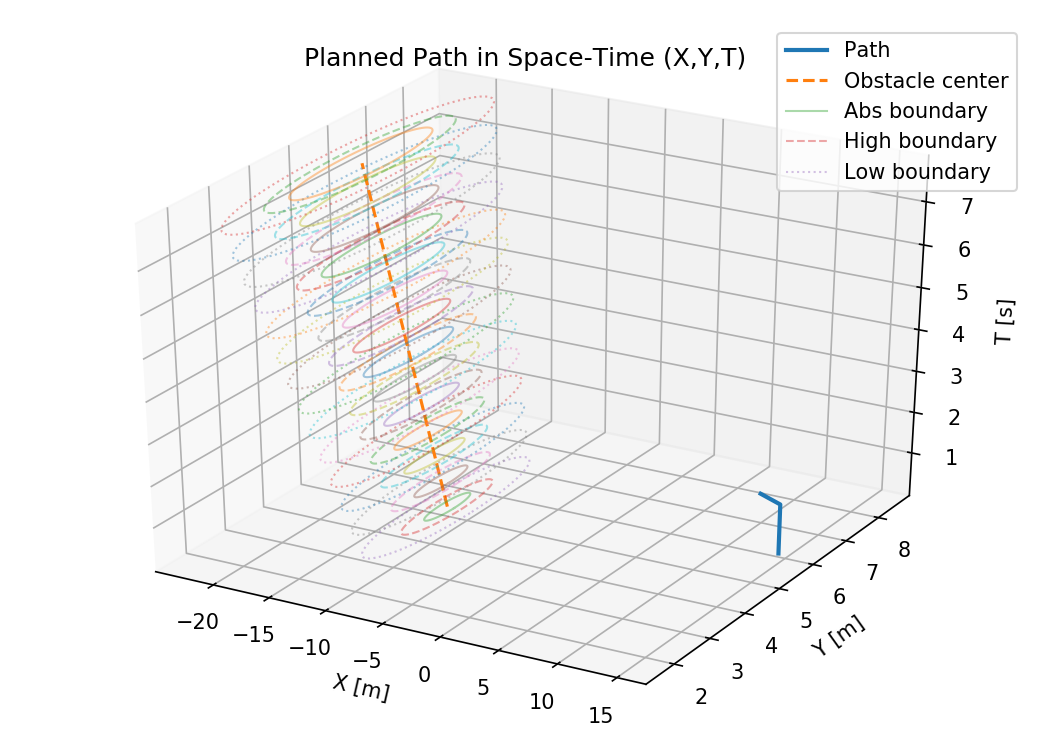 Planned Path in Space-Time (X,Y,T)
Path
Obstacle center
Abs boundary
High boundary
Low boundary
7
6
5
4
3
2
1
T [s]
8
7
6
5
4
3
2
Y [m]
−20
−15
−10
−5
0
5
10
15
X [m]